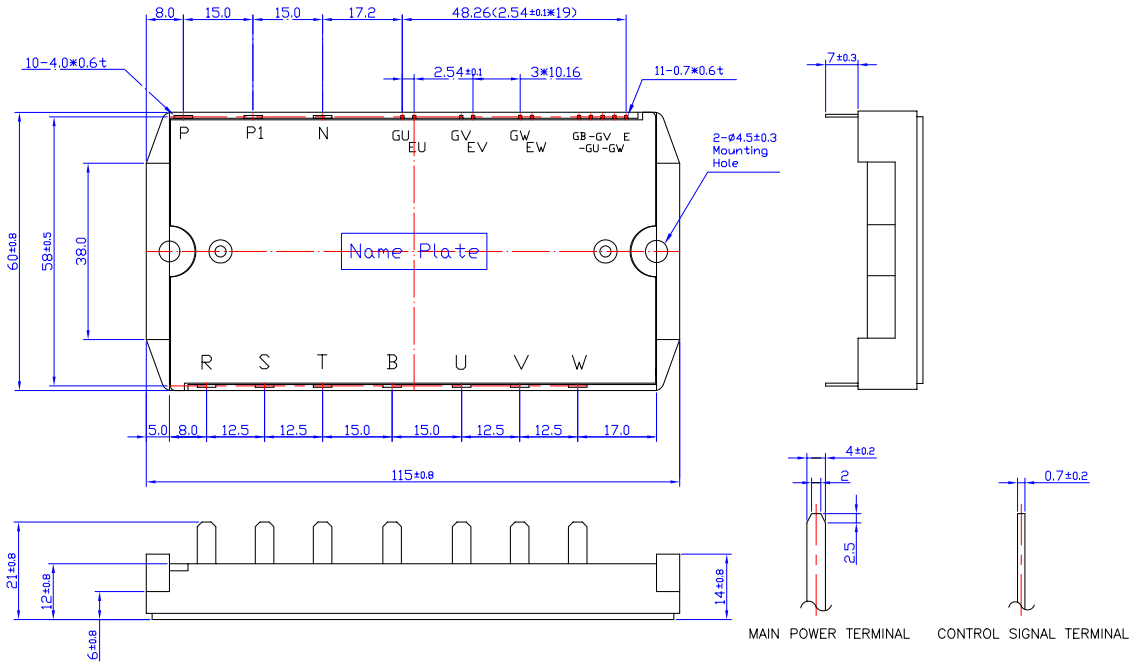 8.0 15.0 15.0 17.2 48.26(2.54±0.1*19)
10-4.0*0.6t 2.54±0.1 3*10.16 11-0.7*0.6t 7±0.3
P P1 N GU GV GW GB-GV E
EU EV EW -GU-GW
2-ø4.5±0.3
Mounting
Hole
60±0.8 58±0.5 38.0
Name Plate
R S T B U V W
5.0 8.0 12.5 12.5 15.0 15.0 12.5 12.5 17.0
115±0.8
4±0.2
2 0.7±0.2
2.5
21±0.8 12±0.8 6±0.8 14±0.8
MAIN POWER TERMINAL CONTROL SIGNAL TERMINAL